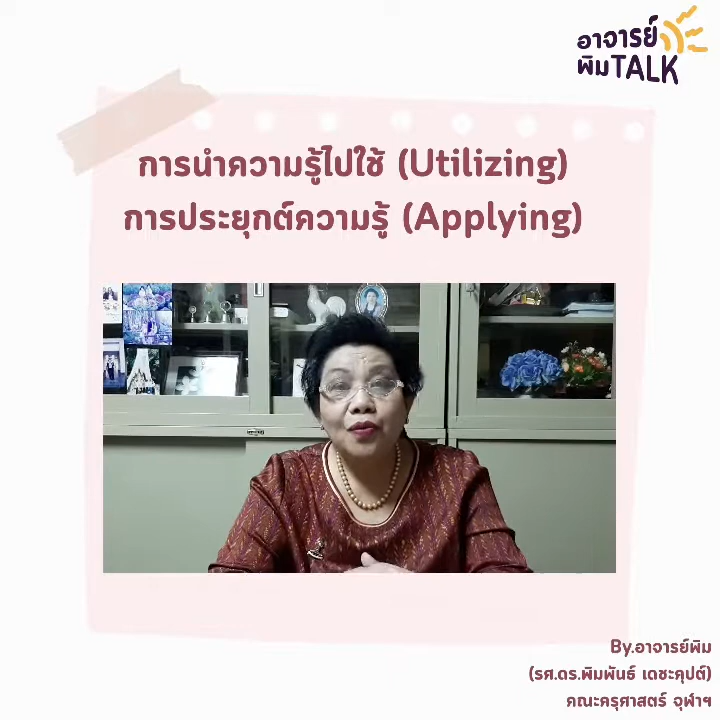 อาจารย์
พิมTALK
การนำความรู้ไปใช้ (Utilizing)
การประยุกต์ความรู้ (Applying)
By.อาจารย์พิม
(รศ.ดร.พิมพันธ์ เดชะคุปต์)
คณะครุศาสตร์ จุฬาฯ